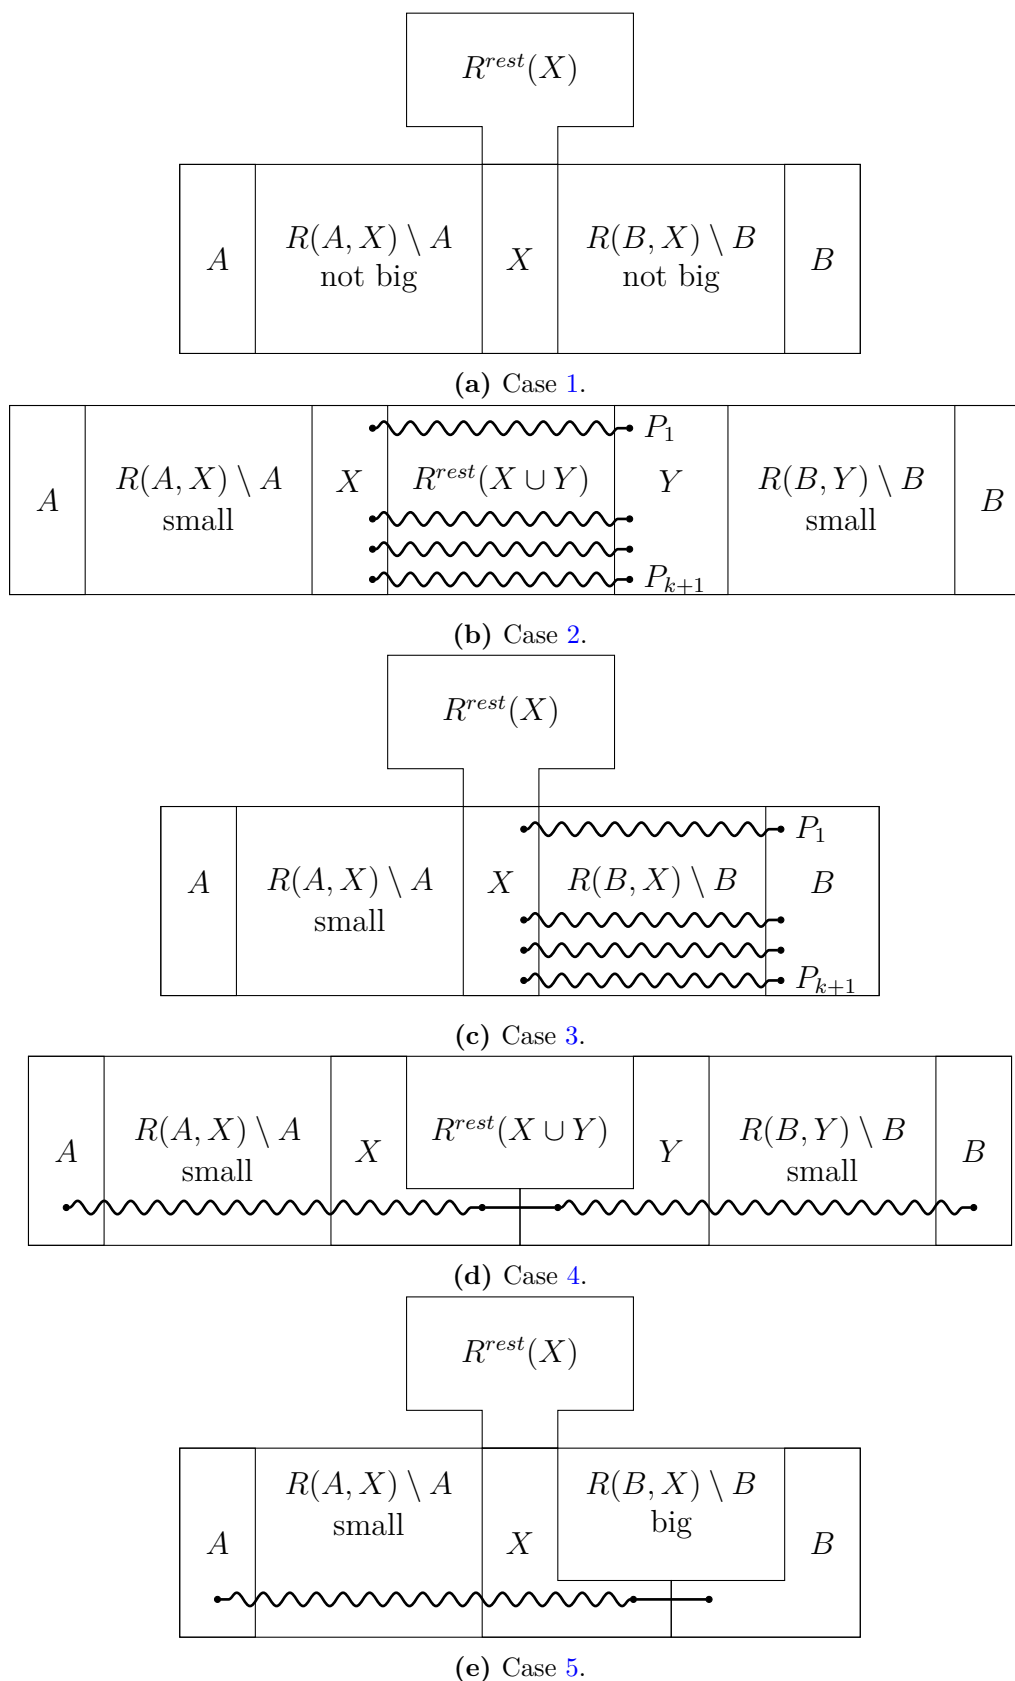 R^{rest}(X)
A
R(A, X) \ A
not big
X
R(B, X) \ B
not big
B
(a) Case 1.
A
R(A, X) \ A
small
X
P_1
R^{rest}(X ∪ Y)
Y
P_{k+1}
R(B, Y) \ B
small
B
(b) Case 2.
R^{rest}(X)
A
R(A, X) \ A
small
X
R(B, X) \ B
P_1
B
P_{k+1}
(c) Case 3.
A
R(A, X) \ A
small
X
R^{rest}(X ∪ Y)
Y
R(B, Y) \ B
small
B
(d) Case 4.
R^{rest}(X)
A
R(A, X) \ A
small
X
R(B, X) \ B
big
B
(e) Case 5.